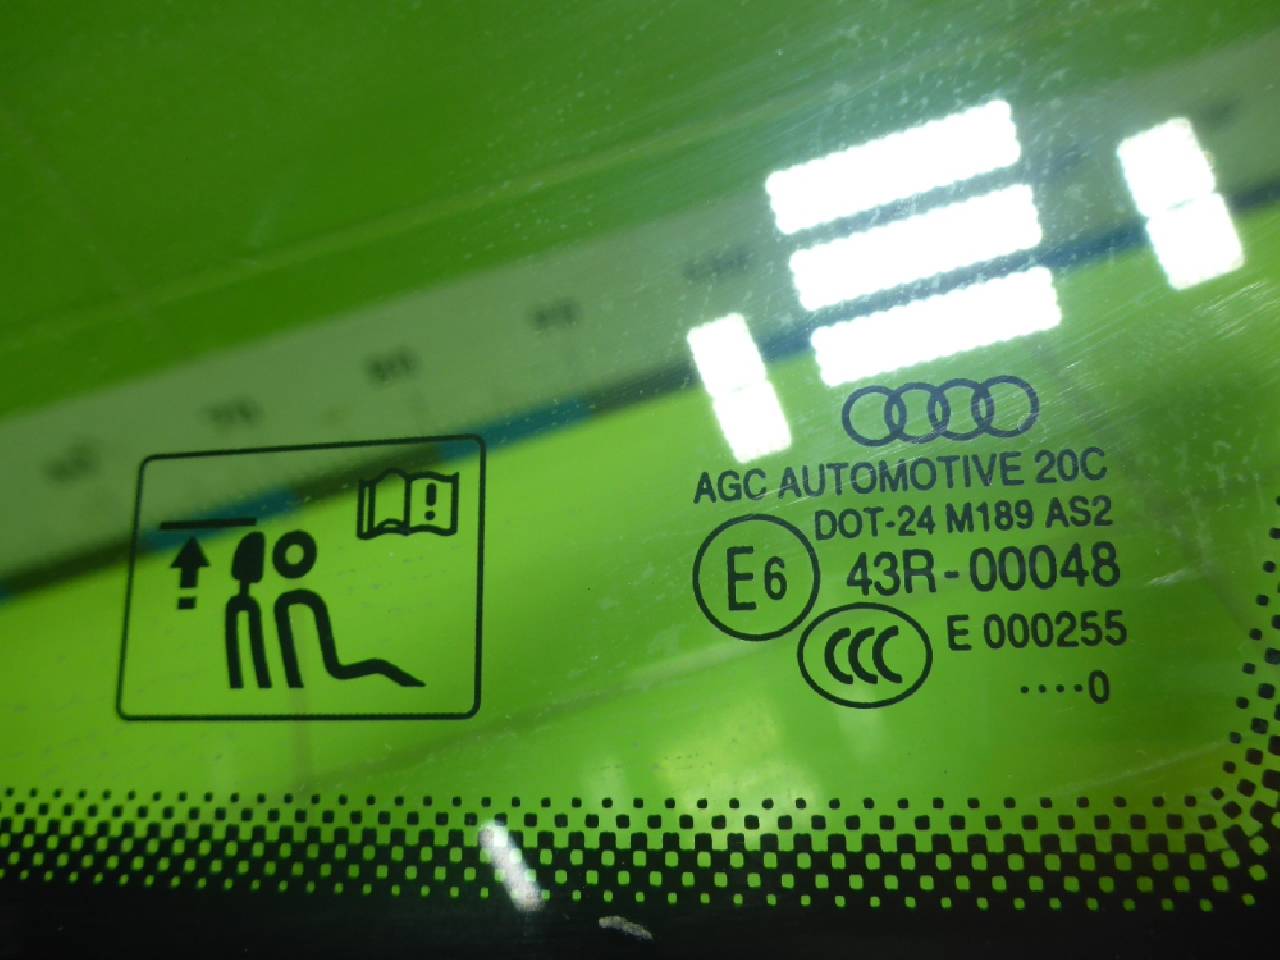 AGC AUTOMOTIVE 20C
DOT-24 M189 AS2
E6
43R-00048
CCC
E 000255
····0